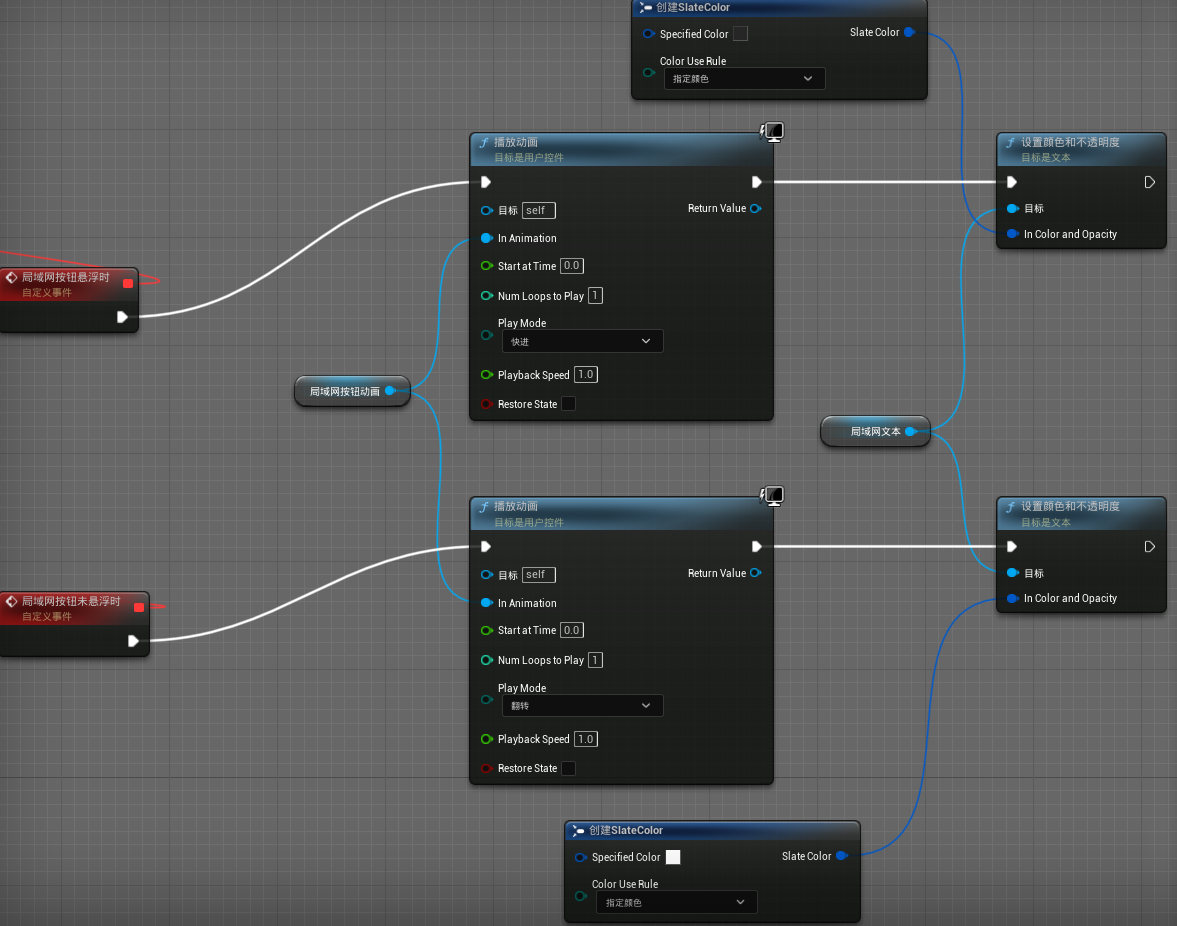 创建SlateColor
Specified Color
Slate Color
Color Use Rule
指定颜色
播放动画
目标是用户控件
目标 self
Return Value
In Animation
Start at Time 0.0
Num Loops to Play 1
Play Mode
快进
Playback Speed 1.0
Restore State
设置颜色和不透明度
目标是文本
目标
In Color and Opacity
局域网按钮悬浮时
自定义事件
局域网按钮动画
局域网文本
局域网按钮未悬浮时
自定义事件
播放动画
目标是用户控件
目标 self
Return Value
In Animation
Start at Time 0.0
Num Loops to Play 1
Play Mode
翻转
Playback Speed 1.0
Restore State
设置颜色和不透明度
目标是文本
目标
In Color and Opacity
创建SlateColor
Specified Color
Slate Color
Color Use Rule
指定颜色